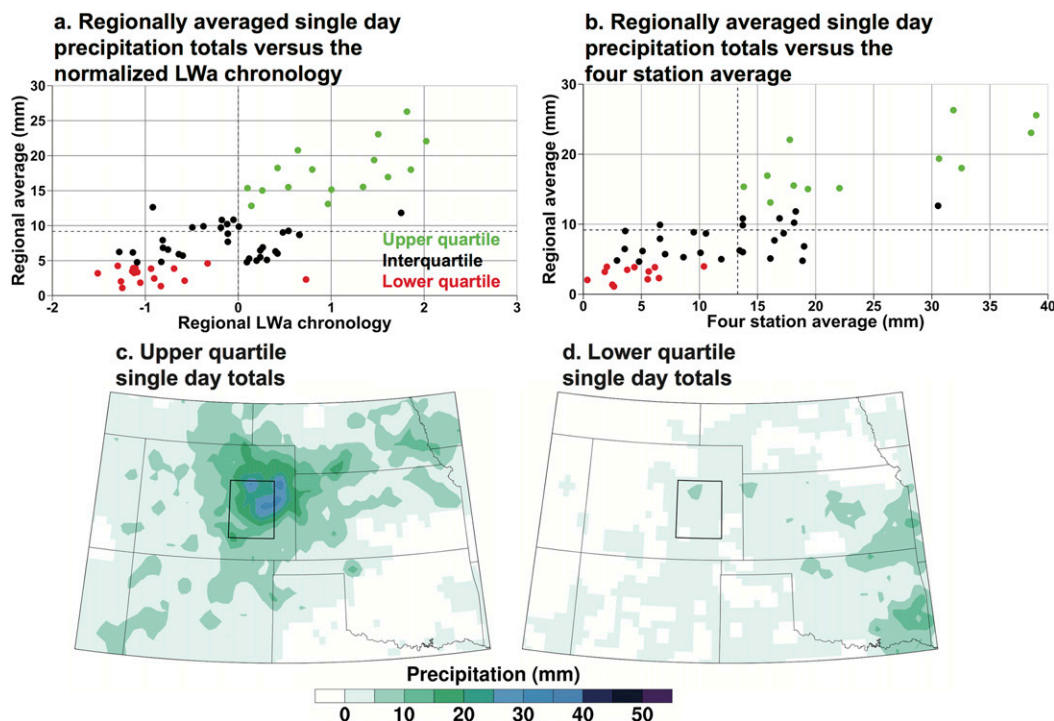 a. Regionally averaged single day
precipitation totals versus the
normalized LWa chronology
30
25
20
15
10
5
0
-2
-1
0
1
2
3
Regional average (mm)
Regional LWa chronology
Upper quartile
Interquartile
Lower quartile
b. Regionally averaged single day
precipitation totals versus the
four station average
30
20
10
0
0
5
10
15
20
25
30
35
40
Regional average (mm)
Four station average (mm)
c. Upper quartile
single day totals
d. Lower quartile
single day totals
Precipitation (mm)
0
10
20
30
40
50